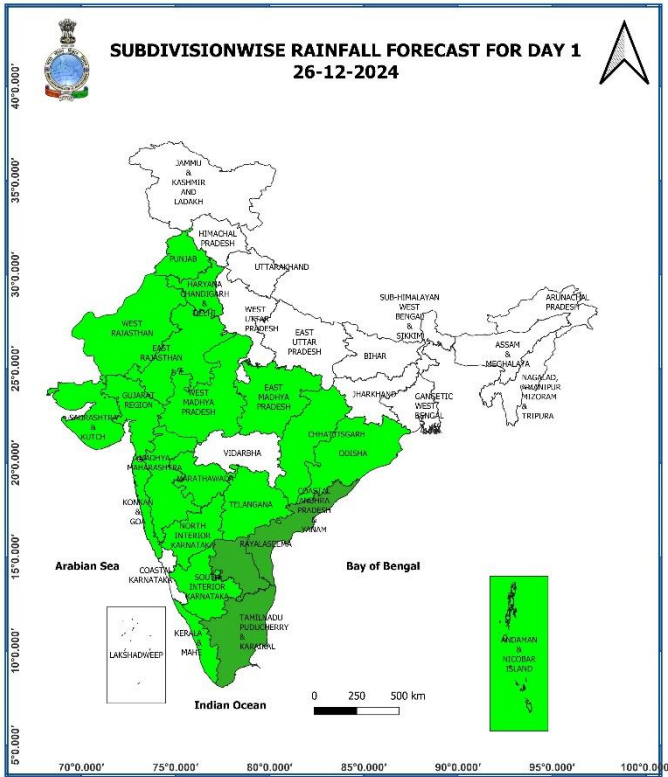 SUBDIVISIONWISE RAINFALL FORECAST FOR DAY 1
26-12-2024
40°0.000'
35°0.000'
30°0.000'
25°0.000'
20°0.000'
15°0.000'
10°0.000'
5°0.000'
JAMMU
&
KASHMIR
AND
LADAKH
HIMACHAL
PRADESH
PUNJAB
UTTARAKHAND
HARYANA
CHANDIGARH
&
DELHI
WEST
UTTAR
PRADESH
SUB-HIMALAYAN
WEST
BENGAL
&
SIKKIM
ARUNACHAL
PRADESH
WEST
RAJASTHAN
EAST
RAJASTHAN
EAST
UTTAR
PRADESH
BIHAR
ASSAM
&
MEGHALAYA
NAGALAD,
MANIPUR
MIZORAM
&
TRIPURA
GUJARAT
REGION
WEST
MADHYA
PRADESH
EAST
MADHYA
PRADESH
JHARKHAND
GANGETIC
WEST
BENGAL
SAURASHTRA
&
KUTCH
CHHATUTSGARH
ODISHA
VIDARBHA
MADHYA
MAHARASHTRA
MARATHAWADA
TELANGANA
COASTAL
ANDHRA
PRADESH
&
YANAM
KONKAN
&
GOA
NORTH
INTERIOR
KARNATAKA
RAYALASEEMA
Arabian Sea
COASTAL
KARNATAKA
SOUTH
INTERIOR
KARNATAKA
Bay of Bengal
TAMILNADU
PUDUCHERRY
&
KARAIKAL
KERALA
&
MAHE
LAKSHADWEEP
ANDAMAN
&
NICOBAR
ISLAND
Indian Ocean
0 250 500 km
70°0.000' 75°0.000' 80°0.000' 85°0.000' 90°0.000' 95°0.000'